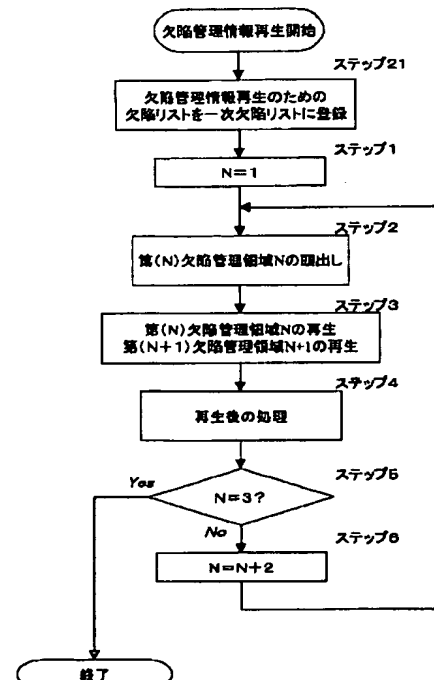 欠陥管理情報再生開始
ステップ21
欠陥管理情報再生のための
欠陥リストを一次欠陥リストに登録
ステップ1
N=1
ステップ2
第(N)欠陥管理領域Nの頭出し
ステップ3
第(N)欠陥管理領域Nの再生
第(N+1)欠陥管理領域N+1の再生
ステップ4
再生後の処理
ステップ5
Yes
N=3?
No
ステップ6
N=N+2
終了